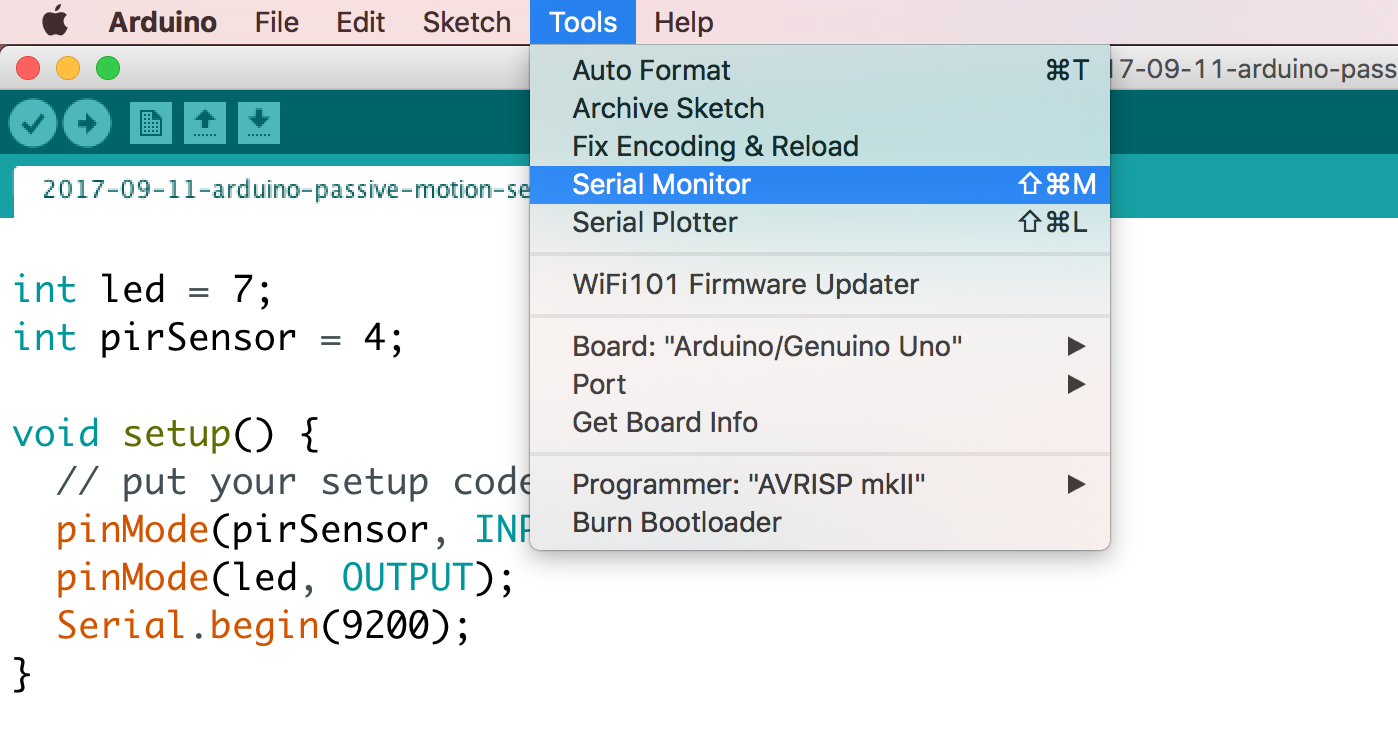 Arduino File Edit Sketch Tools Help
17-09-11-arduino-pass
Auto Format ⌘T
Archive Sketch
Fix Encoding & Reload
Serial Monitor ⇧⌘M
Serial Plotter ⇧⌘L
WiFi101 Firmware Updater
Board: "Arduino/Genuino Uno" ▶
Port ▶
Get Board Info
Programmer: "AVRISP mkII" ▶
Burn Bootloader
2017-09-11-arduino-passive-motion-se
int led = 7;
int pirSensor = 4;
void setup() {
// put your setup code
pinMode(pirSensor, INP
pinMode(led, OUTPUT);
Serial.begin(9200);
}